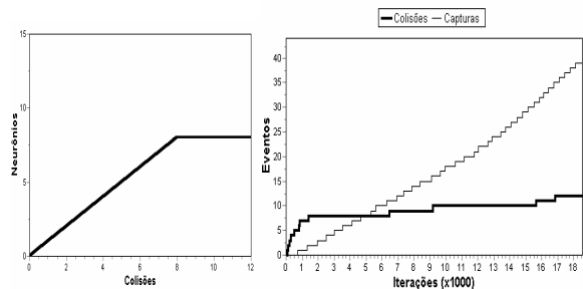 Colisões Capturas
Neurônios
15
10
5
0
0 2 4 6 8 10 12
Colisões
Eventos
40
35
30
25
20
15
10
5
0
0 1 2 3 4 5 6 7 8 9 10 11 12 13 14 15 16 17 18
Iterações (x1000)